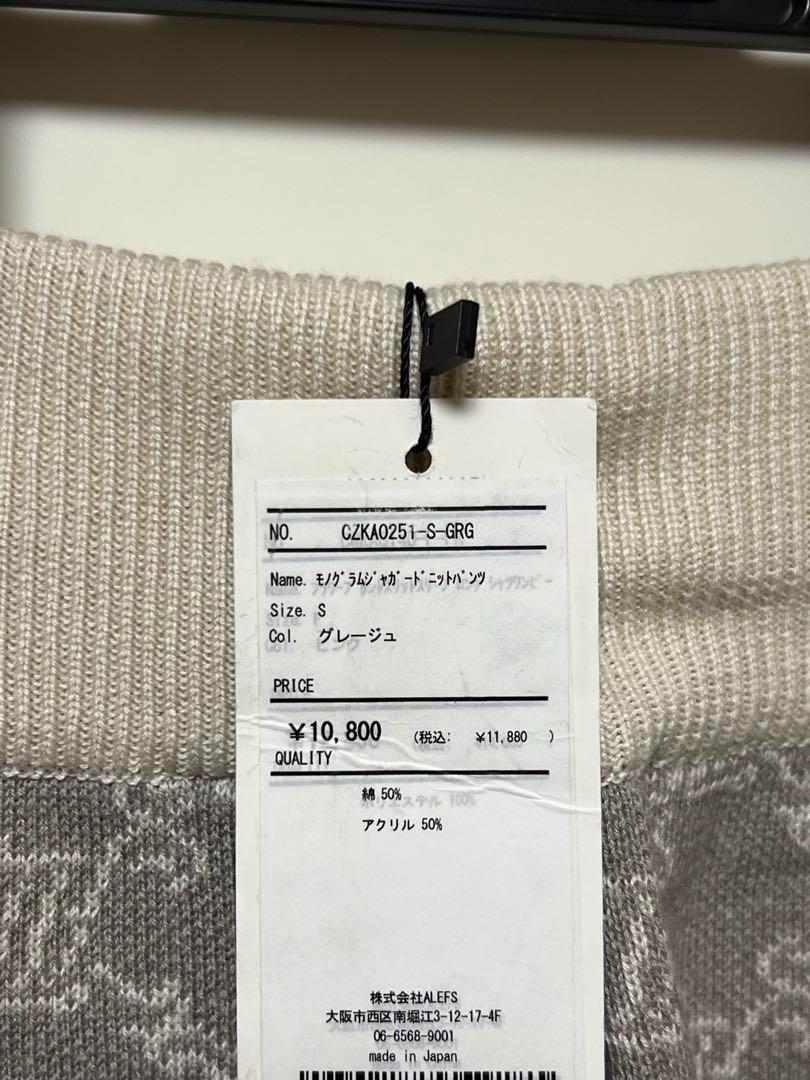 NO. CZKA0251-S-GRG
Name. ﾓﾉｸﾞﾗﾑｼﾞｬｶﾞｰﾄﾞﾆｯﾄﾊﾟﾝﾂ
Size. S
Col. グレージュ
PRICE
¥10,800 (税込: ¥11,880 )
QUALITY
綿 50%
アクリル 50%
株式会社ALEFS
大阪市西区南堀江3-12-17-4F
06-6568-9001
made in Japan